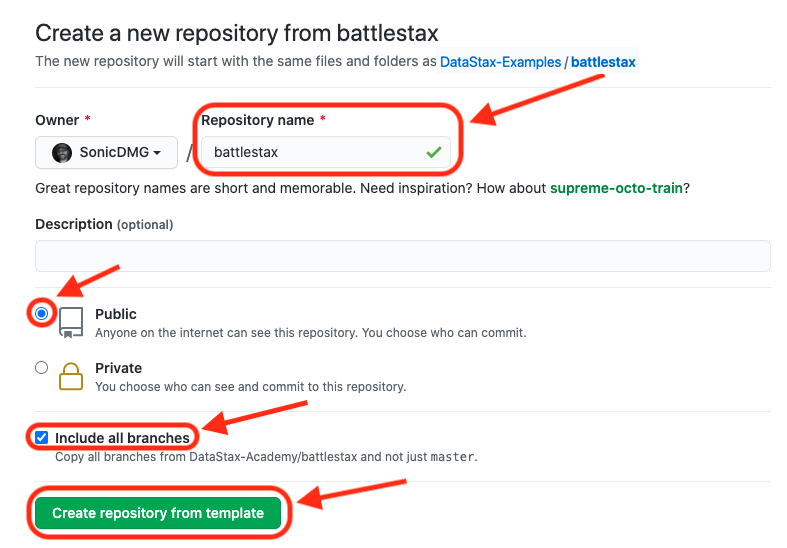 Create a new repository from battlestax
The new repository will start with the same files and folders as DataStax-Examples / battlestax
Owner * Repository name *
SonicDMG / battlestax
Great repository names are short and memorable. Need inspiration? How about supreme-octo-train?
Description (optional)
Public
Anyone on the internet can see this repository. You choose who can commit.
Private
You choose who can see and commit to this repository.
Include all branches
Copy all branches from DataStax-Academy/battlestax and not just master.
Create repository from template